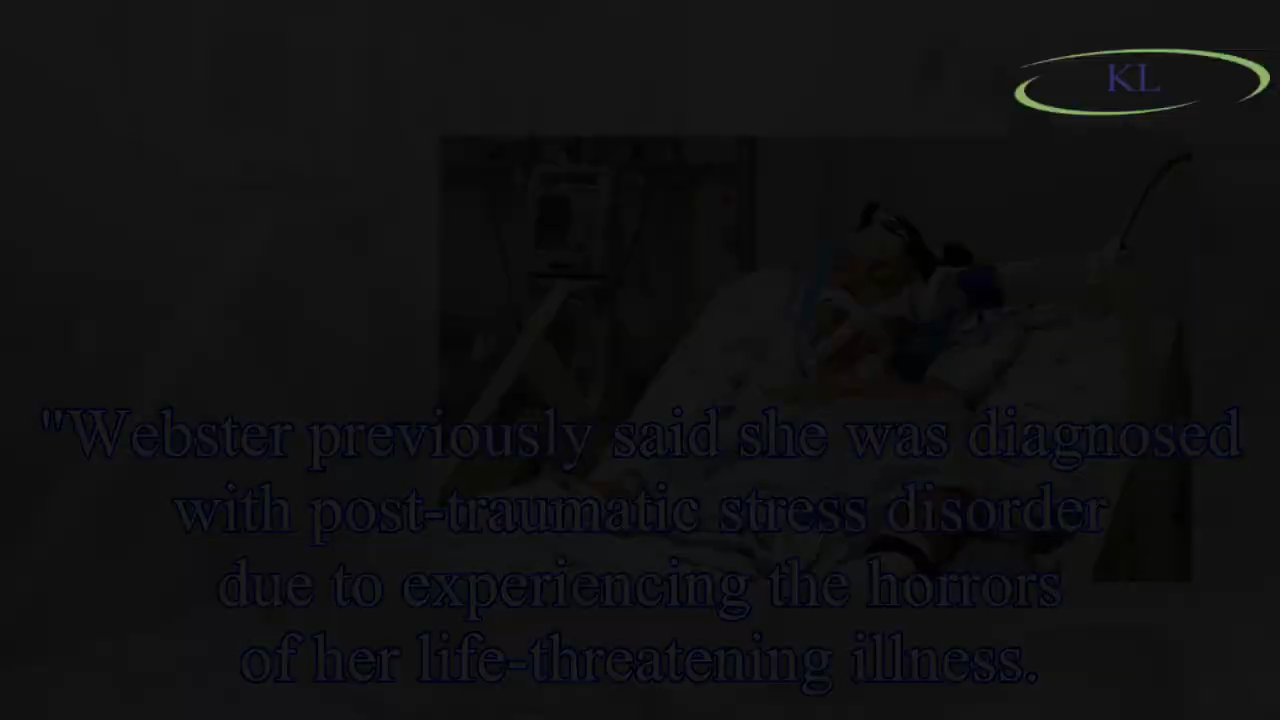 KL
"Webster previously said she was diagnosed
with post-traumatic stress disorder
due to experiencing the horrors
of her life-threatening illness.